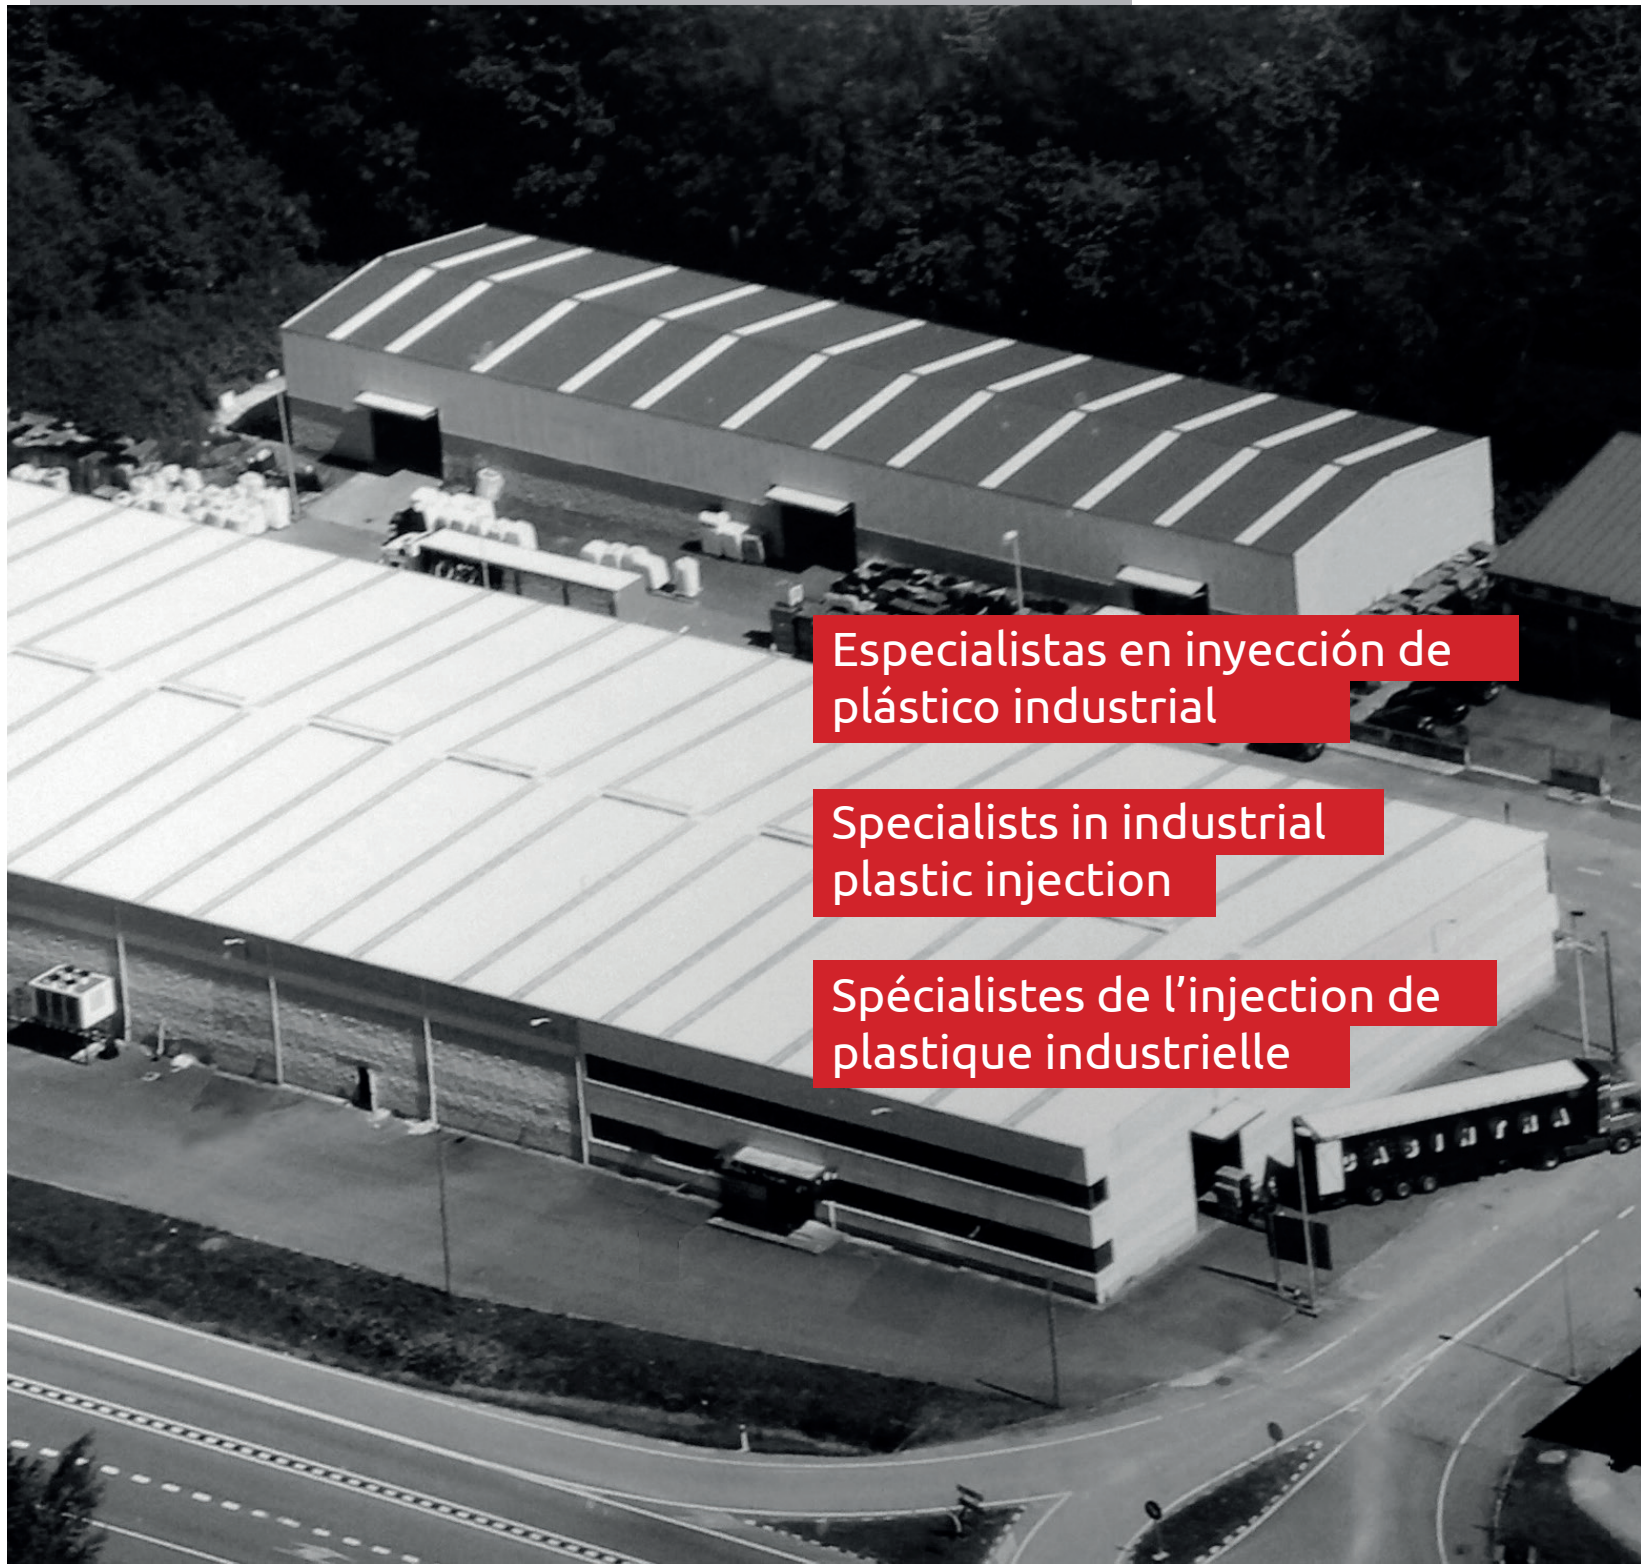 Especialistas en inyección de
plástico industrial
Specialists in industrial
plastic injection
Spécialistes de l’injection de
plastique industrielle